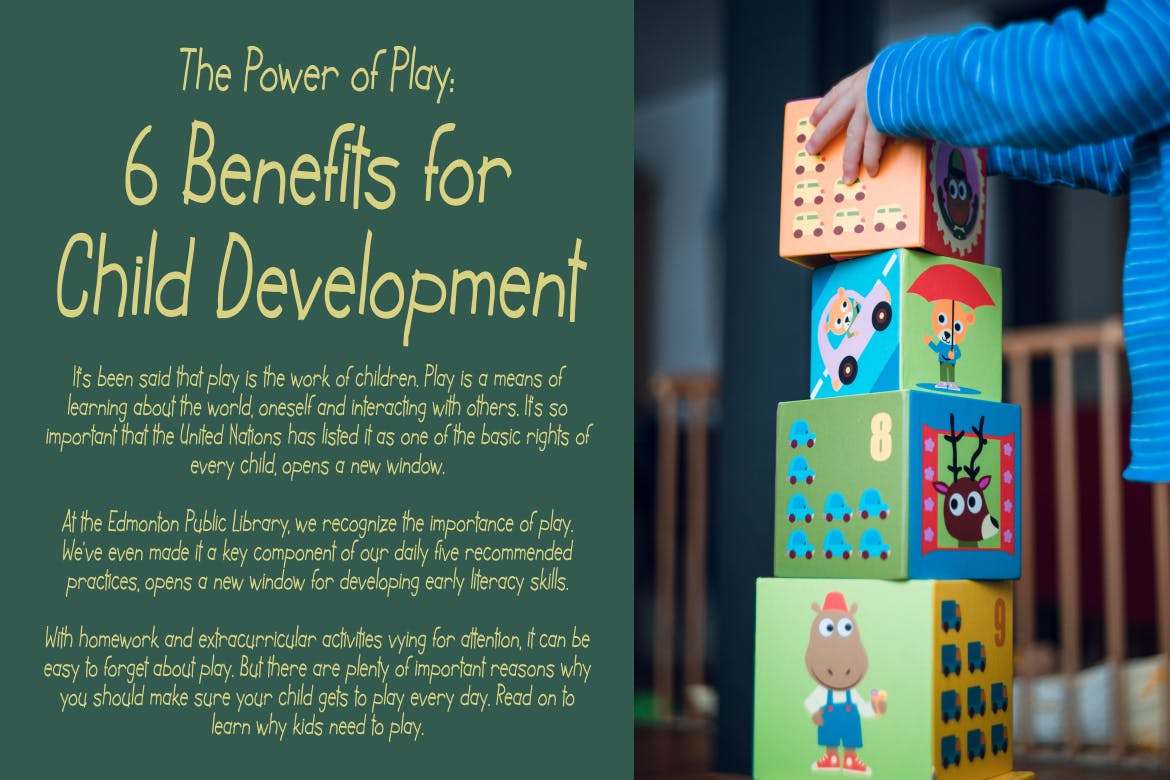 The Power of Play:
6 Benefits for
Child Development
It's been said that play is the work of children. Play is a means of
learning about the world, oneself and interacting with others. It's so
important that the United Nations has listed it as one of the basic rights of
every child, opens a new window.
At the Edmonton Public Library, we recognize the importance of play.
We've even made it a key component of our daily five recommended
practices, opens a new window for developing early literacy skills.
With homework and extracurricular activities vying for attention, it can be
easy to forget about play. But there are plenty of important reasons why
you should make sure your child gets to play every day. Read on to
learn why kids need to play.
8
9